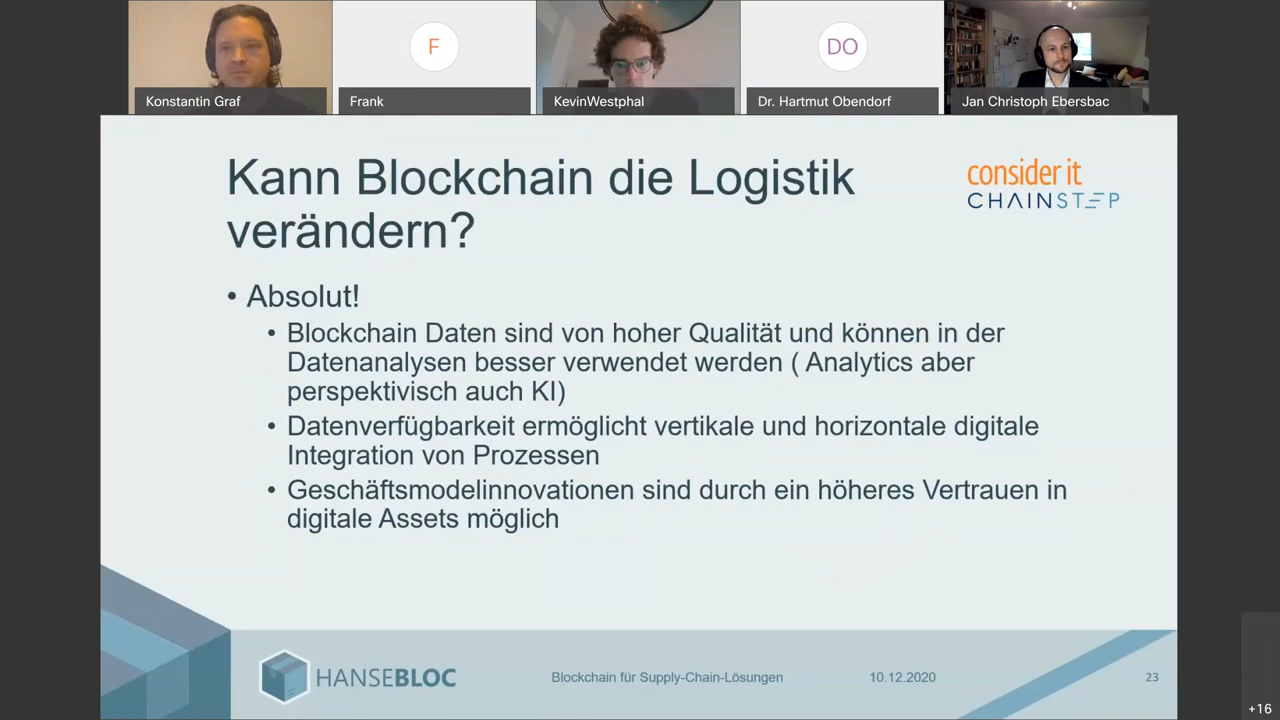 F
DO
Konstantin Graf
Frank
KevinWestphal
Dr. Hartmut Obendorf
Jan Christoph Ebersbac
Kann Blockchain die Logistik
verändern?
consider it
CHAINSTEP
• Absolut!
• Blockchain Daten sind von hoher Qualität und können in der
Datenanalysen besser verwendet werden ( Analytics aber
perspektivisch auch KI)
• Datenverfügbarkeit ermöglicht vertikale und horizontale digitale
Integration von Prozessen
• Geschäftsmodelinnovationen sind durch ein höheres Vertrauen in
digitale Assets möglich
HANSEBLOC
Blockchain für Supply-Chain-Lösungen
10.12.2020
23
+16